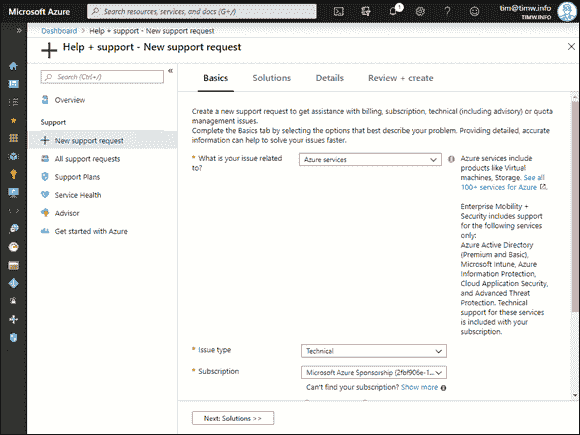 Microsoft Azure
Search resources, services, and docs (G+/)
1
tim@timw.info
TIMW.INFO
Dashboard > Help + support - New support request
Help + support - New support request
Search (Ctrl+/)
Overview
Support
New support request
All support requests
Support Plans
Service Health
Advisor
Get started with Azure
Basics Solutions Details Review + create
Create a new support request to get assistance with billing, subscription, technical (including advisory) or quota
management issues.
Complete the Basics tab by selecting the options that best describe your problem. Providing detailed, accurate
information can help to solve your issues faster.
* What is your issue related
to?
Azure services
Azure services include
products like Virtual
machines, Storage. See all
100+ services for Azure
Enterprise Mobility +
Security includes support
for the following services
only:
Azure Active Directory
(Premium and Basic),
Microsoft Intune, Azure
Information Protection,
Cloud Application Security,
and Advanced Threat
Protection. Technical
support for these services
is included with your
subscription.
* Issue type
Technical
* Subscription
Microsoft Azure Sponsorship (2fbf906e-1...
Can't find your subscription? Show more
Next: Solutions >>